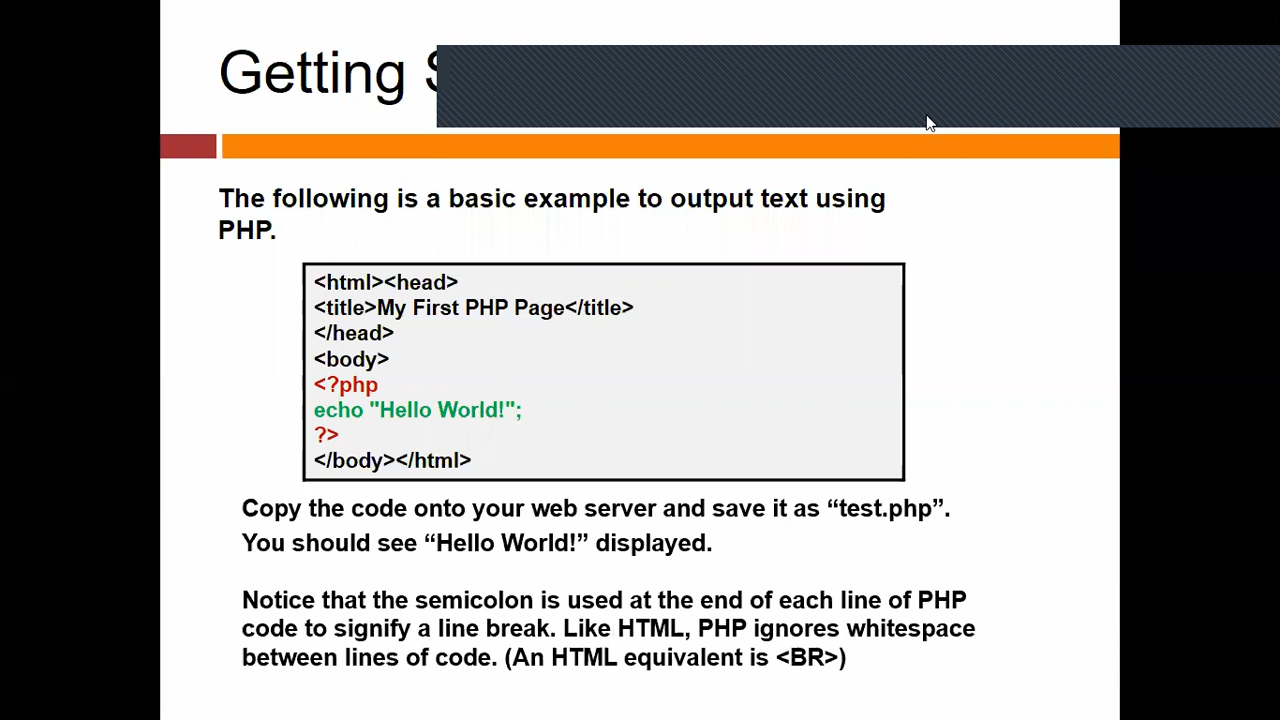 Getting
The following is a basic example to output text using
PHP.
<html><head>
<title>My First PHP Page</title>
</head>
<body>
<?php
echo "Hello World!";
?>
</body></html>
Copy the code onto your web server and save it as “test.php”.
You should see “Hello World!” displayed.
Notice that the semicolon is used at the end of each line of PHP
code to signify a line break. Like HTML, PHP ignores whitespace
between lines of code. (An HTML equivalent is <BR>)